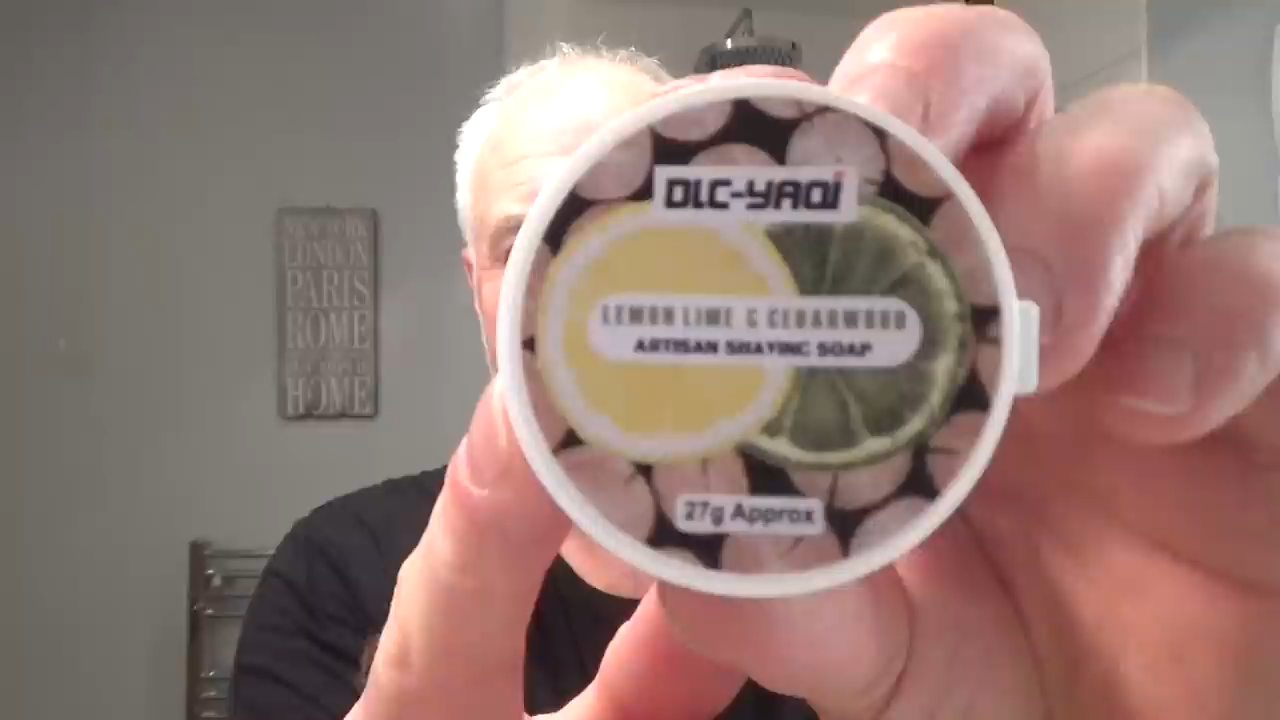 DLC-YAQi
LEMON LIME & CEDARWOOD
ARTISAN SHAVING SOAP
27g Approx
NEW YORK
LONDON
PARIS
ROME
HOME